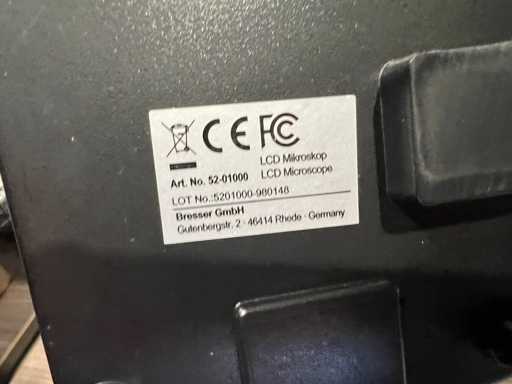 CE FC
LCD Mikroskop
Art. No. 52-01000 LCD Microscope
LOT No.:5201000-980148
Bresser GmbH
Gutenbergstr. 2 · 46414 Rhede · Germany